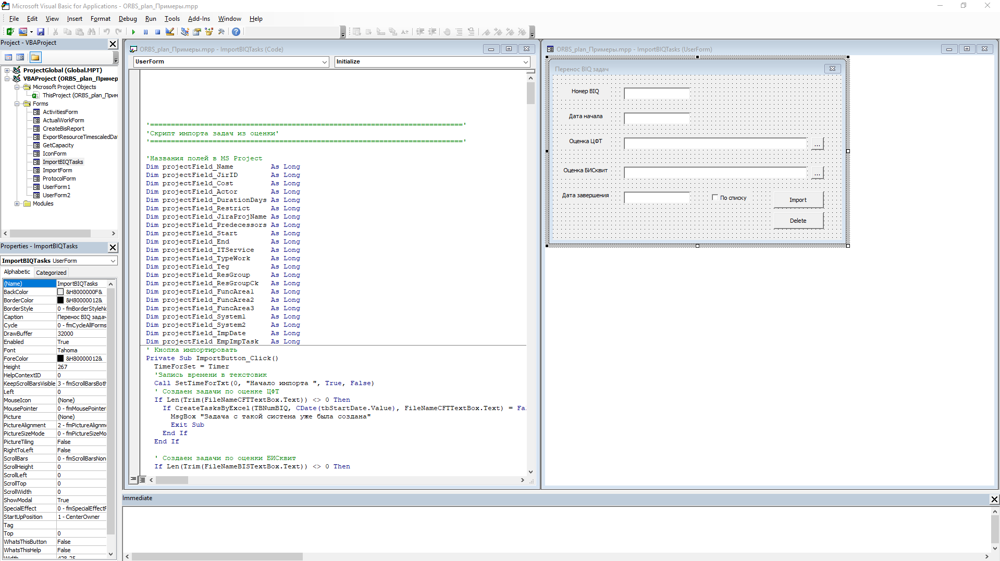 Microsoft Visual Basic for Applications - ORBS_plan_Примеры.mpp
File Edit View Insert Format Debug Run Tools Add-Ins Window Help
Project - VBAProject
ProjectGlobal (Global.MPT)
VBAProject (ORBS_plan_Пример
Microsoft Project Objects
ThisProject (ORBS_plan_Прим
Forms
ActivitiesForm
ActualWorkForm
CreateBisReport
ExportResourceTimescaledDat
GetCapacity
IconForm
ImportBIQTasks
ImportForm
ProtocolForm
UserForm1
UserForm2
Modules
Properties - ImportBIQTasks
ImportBIQTasks UserForm
Alphabetic Categorized
(Name) ImportBIQTasks
BackColor &H8000000F&
BorderColor &H80000012&
BorderStyle 0 - fmBorderStyleNo
Caption Перенос BIQ задач
Cycle 0 - fmCycleAllForms
DrawBuffer 32000
Enabled True
Font Tahoma
ForeColor &H80000012&
Height 267
HelpContextID 0
KeepScrollBarsVisible 3 - fmScrollBarsBoth
Left 0
MouseIcon (None)
MousePointer 0 - fmMousePointer
Picture (None)
PictureAlignment 2 - fmPictureAlignme
PictureSizeMode 0 - fmPictureSizeMo
PictureTiling False
RightToLeft False
ScrollBars 0 - fmScrollBarsNon
ScrollHeight 0
ScrollLeft 0
ScrollTop 0
ScrollWidth 0
ShowModal True
SpecialEffect 0 - fmSpecialEffectF
StartUpPosition 1 - CenterOwner
Tag
Top 0
WhatsThisButton False
WhatsThisHelp False
Width 428,25
ORBS_plan_Примеры.mpp - ImportBIQTasks (Code)
UserForm Initialize
'==========================================================================='
'Скрипт импорта задач из оценки'
'==========================================================================='
'Названия полей в MS Project
Dim projectField_Name As Long
Dim projectField_JirID As Long
Dim projectField_Cost As Long
Dim projectField_Actor As Long
Dim projectField_DurationDays As Long
Dim projectField_Restrict As Long
Dim projectField_JiraProjName As Long
Dim projectField_Predecessors As Long
Dim projectField_Start As Long
Dim projectField_End As Long
Dim projectField_ITService As Long
Dim projectField_TypeWork As Long
Dim projectField_Teg As Long
Dim projectField_ResGroup As Long
Dim projectField_ResGroupCk As Long
Dim projectField_FuncArea1 As Long
Dim projectField_FuncArea2 As Long
Dim projectField_FuncArea3 As Long
Dim projectField_System1 As Long
Dim projectField_System2 As Long
Dim projectField_ImpDate As Long
Dim projectField_EmpImpTask As Long
' Кнопка импортировать
Private Sub ImportButton_Click()
TimeForSet = Timer
'Запись времени в текстовик
Call SetTimeForTxt(0, "Начало импорта ", True, False)
' Создаем задачи по оценке ЦФТ
If Len(Trim(FileNameCFTTextBox.Text)) <> 0 Then
If CreateTasksByExcel(TBNumBIQ, CDate(tbStartDate.Value), FileNameCFTTextBox.Text) = Fa
MsgBox "Задача с такой система уже была создана"
Exit Sub
End If
End If
' Создаем задачи по оценки БИСквит
If Len(Trim(FileNameBISTextBox.Text)) <> 0 Then
ORBS_plan_Примеры.mpp - ImportBIQTasks (UserForm)
Перенос BIQ задач
Номер BIQ
Дата начала
Оценка ЦФТ ...
Оценка БИСквит ...
Дата завершения По списку Import
Delete
Immediate